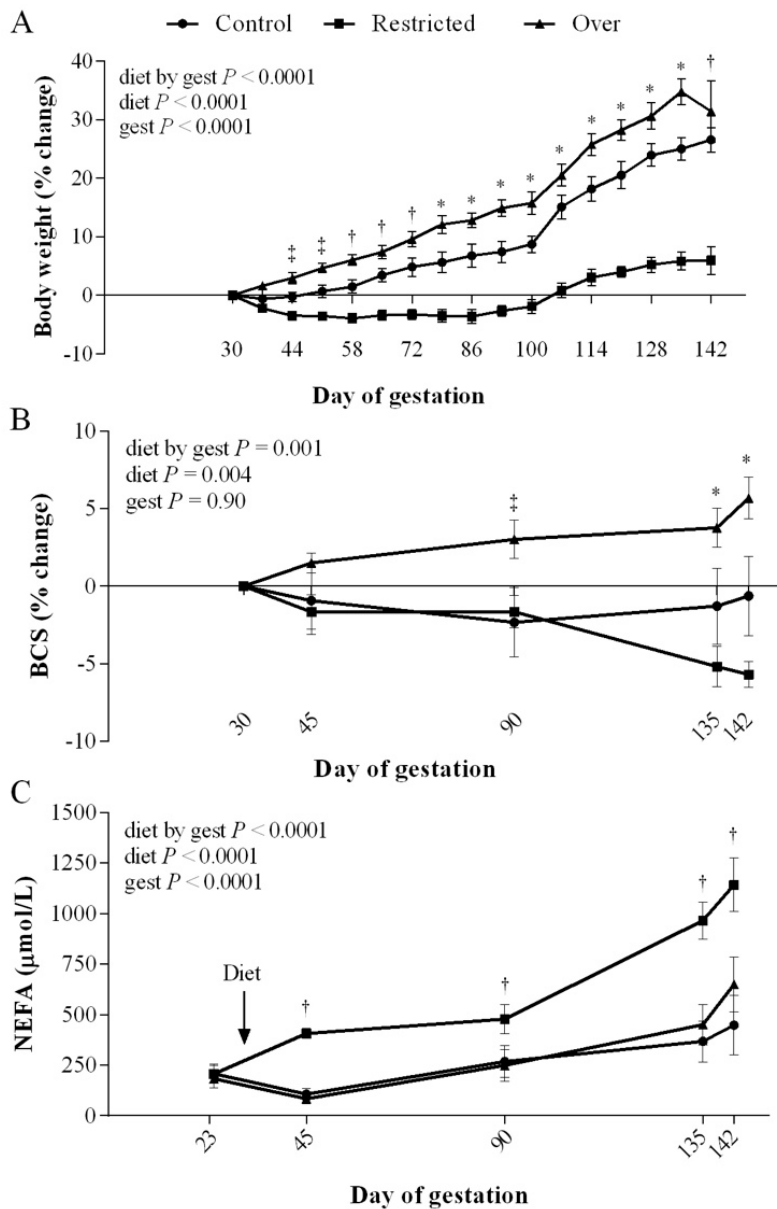 A
Control Restricted Over
diet by gest P < 0.0001
diet P < 0.0001
gest P < 0.0001
Body weight (% change)
40
30
20
10
0
-10
‡ ‡ † † † * * * * * * * * * †
30 44 58 72 86 100 114 128 142
Day of gestation
B
diet by gest P = 0.001
diet P = 0.004
gest P = 0.90
BCS (% change)
10
5
0
-5
-10
‡ * *
30 45 90 135 142
Day of gestation
C
diet by gest P < 0.0001
diet P < 0.0001
gest P < 0.0001
NEFA (µmol/L)
1500
1250
1000
750
500
250
0
Diet
† † † †
23 45 90 135 142
Day of gestation